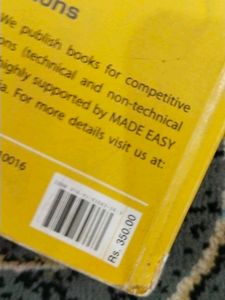 ons
We publish books for competitive
ons (technical and non-technical
highly supported by MADE EASY
a. For more details visit us at:
10016
Rs. 350.00